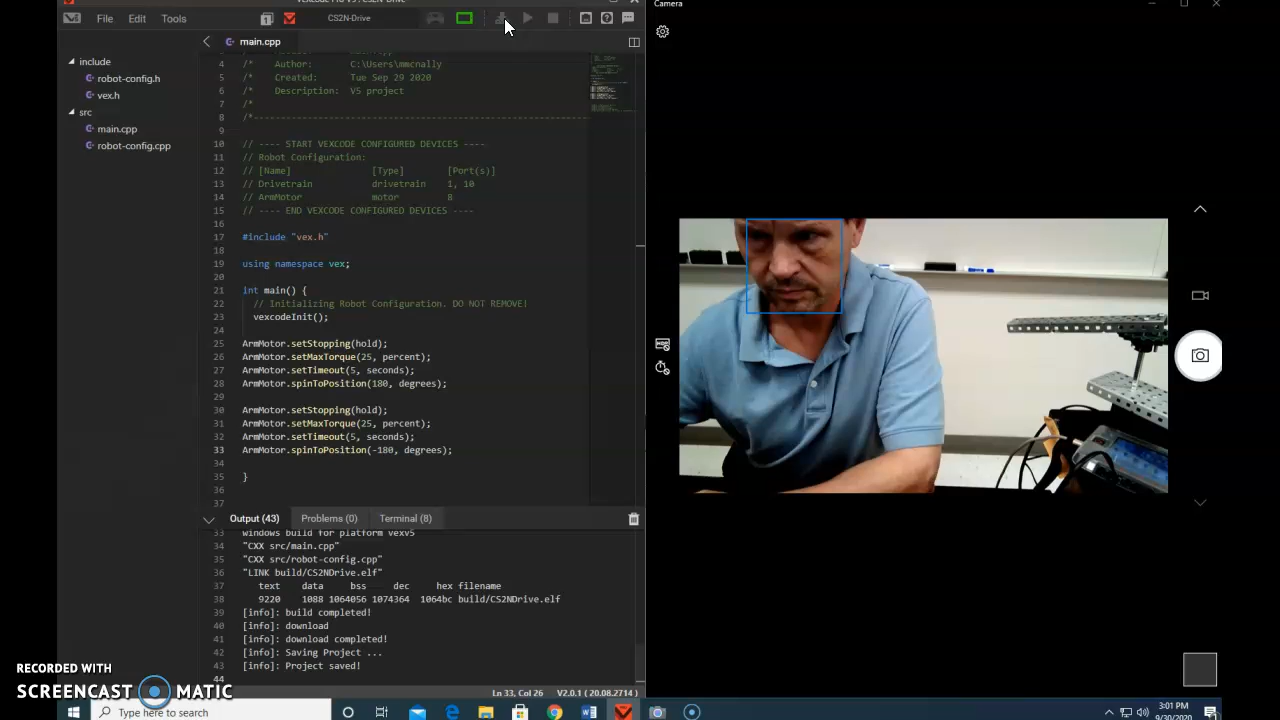 VEXcode Pro V5 : CS2N-Drive
Camera
File Edit Tools
CS2N-Drive
main.cpp
include
robot-config.h
vex.h
src
main.cpp
robot-config.cpp
4 /* Author: C:\Users\mmcnally
5 /* Created: Tue Sep 29 2020
6 /* Description: V5 project
7 /*
8 /*----------------------------------------------------------
9
10 // ---- START VEXCODE CONFIGURED DEVICES ----
11 // Robot Configuration:
12 // [Name] [Type] [Port(s)]
13 // Drivetrain drivetrain 1, 10
14 // ArmMotor motor 8
15 // ---- END VEXCODE CONFIGURED DEVICES ----
16
17 #include "vex.h"
18
19 using namespace vex;
20
21 int main() {
22 // Initializing Robot Configuration. DO NOT REMOVE!
23 vexcodeInit();
24
25 ArmMotor.setStopping(hold);
26 ArmMotor.setMaxTorque(25, percent);
27 ArmMotor.setTimeout(5, seconds);
28 ArmMotor.spinToPosition(180, degrees);
29
30 ArmMotor.setStopping(hold);
31 ArmMotor.setMaxTorque(25, percent);
32 ArmMotor.setTimeout(5, seconds);
33 ArmMotor.spinToPosition(-180, degrees);
34
35 }
36
37
Output (43) Problems (0) Terminal (8)
33 windows build for platform vexv5
34 "CXX src/main.cpp"
35 "CXX src/robot-config.cpp"
36 "LINK build/CS2NDrive.elf"
37 text data bss dec hex filename
38 9220 1088 1064056 1074364 1064bc build/CS2NDrive.elf
39 [info]: build completed!
40 [info]: download
41 [info]: download completed!
42 [info]: Saving Project ...
43 [info]: Project saved!
44
Ln 33, Col 26 V2.0.1 ( 20.08.2714 )
RECORDED WITH
SCREENCAST MATIC
Type here to search
3:01 PM
9/30/2020